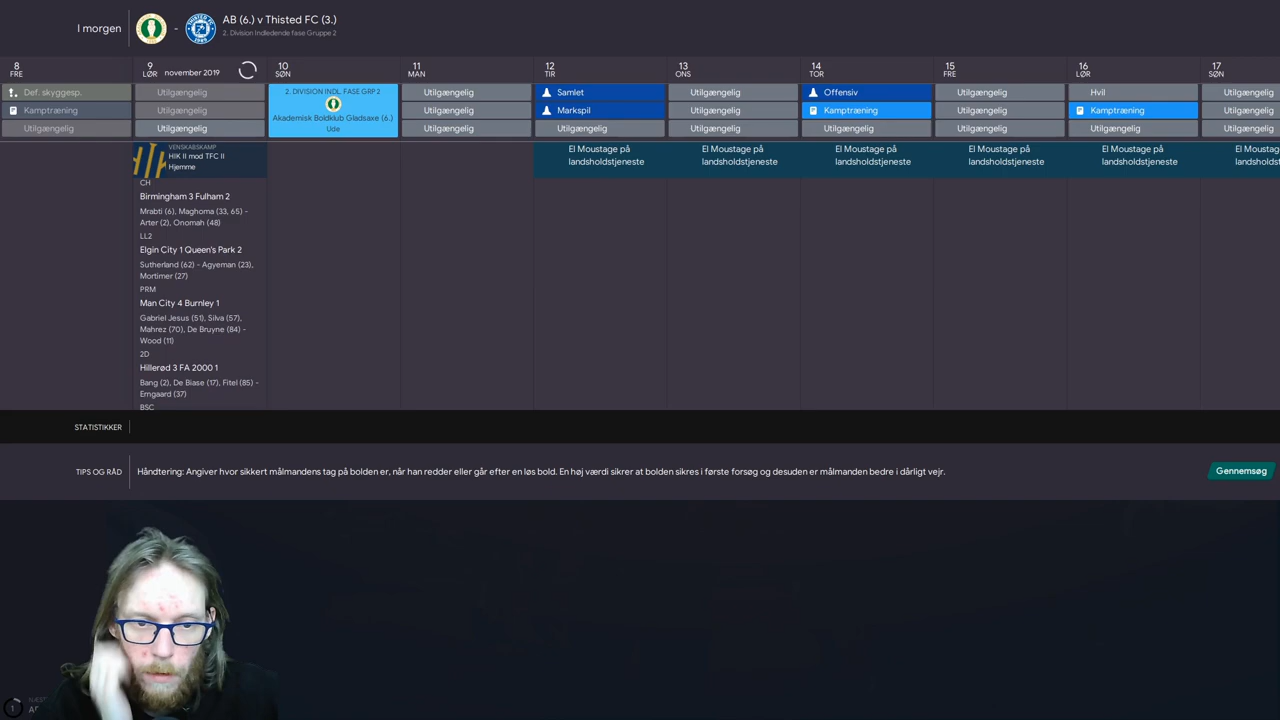 I morgen
-
AB (6.) v Thisted FC (3.)
2. Division Indledende fase Gruppe 2
8
FRE
9
LØR
november 2019
10
SØN
11
MAN
12
TIR
13
ONS
14
TOR
15
FRE
16
LØR
17
SØN
Def. skyggesp.
Kamptræning
Utilgængelig
Utilgængelig
Utilgængelig
Utilgængelig
2. DIVISION INDL. FASE GRP 2
Akademisk Boldklub Gladsaxe (6.)
Ude
Utilgængelig
Utilgængelig
Utilgængelig
Samlet
Markspil
Utilgængelig
Utilgængelig
Utilgængelig
Utilgængelig
Offensiv
Kamptræning
Utilgængelig
Utilgængelig
Utilgængelig
Utilgængelig
Hvil
Kamptræning
Utilgængelig
VENSKABSKAMP
HIK II mod TFC II
Hjemme
CH
Birmingham 3 Fulham 2
Mrabti (6), Maghoma (33, 65) -
Arter (2), Onomah (48)
LL2
Elgin City 1 Queen's Park 2
Sutherland (62) - Agyeman (23),
Mortimer (27)
PRM
Man City 4 Burnley 1
Gabriel Jesus (51), Silva (57),
Mahrez (70), De Bruyne (84) -
Wood (11)
2D
Hillerød 3 FA 2000 1
Bang (2), De Biase (17), Fitel (85) -
Erngaard (37)
BSC
El Moustage på
landsholdstjeneste
El Moustage på
landsholdstjeneste
El Moustage på
landsholdstjeneste
El Moustage på
landsholdstjeneste
El Moustage på
landsholdstjeneste
STATISTIKKER
TIPS OG RÅD
Håndtering: Angiver hvor sikkert målmandens tag på bolden er, når han redder eller går efter en løs bold. En høj værdi sikrer at bolden sikres i første forsøg og desuden er målmanden bedre i dårligt vejr.
Gennemsøg
1